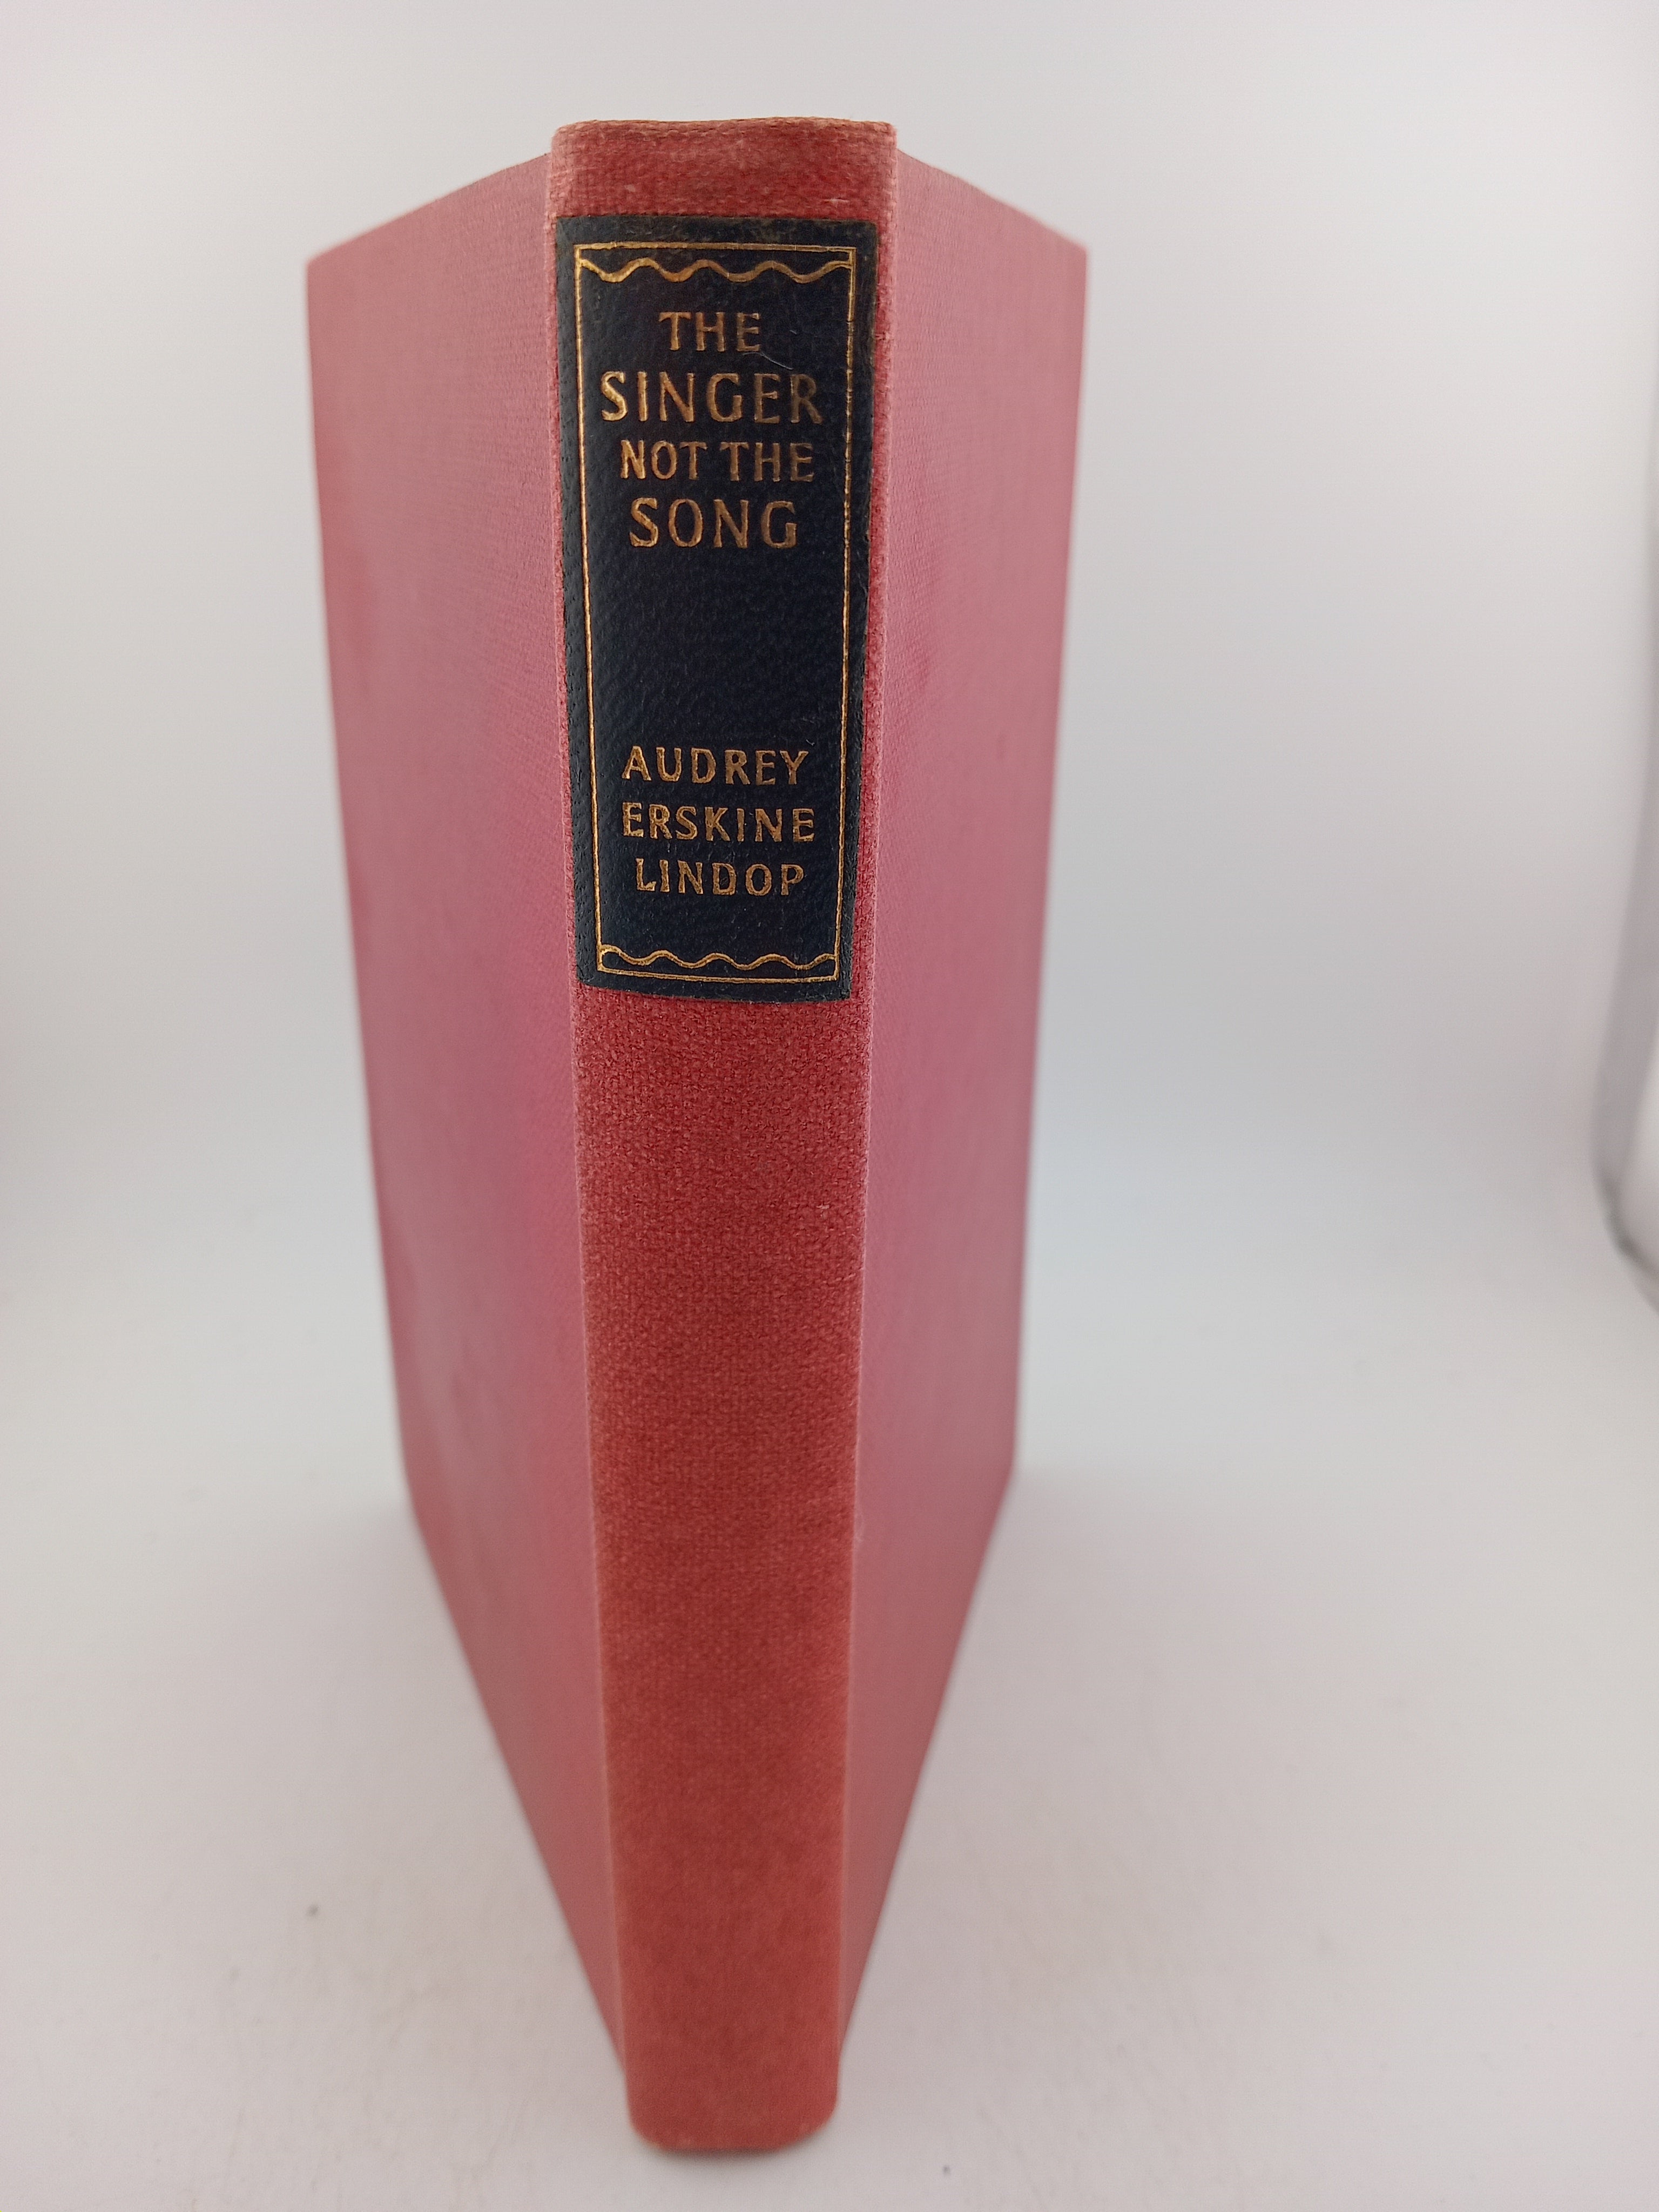 THE
SINGER
NOT THE
SONG
AUDREY
ERSKINE
LINDOP